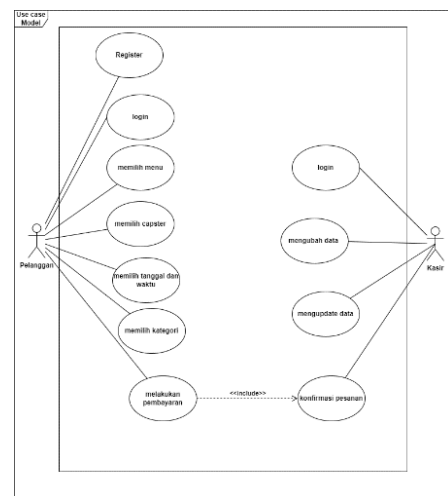 Use case
Model
Register
login
memilih menu
memilih capster
memilih tanggal dan
waktu
memilih kategori
melakukan
pembayaran
<<include>>
konfirmasi pesanan
login
mengubah data
mengupdate data
Pelanggan
Kasir